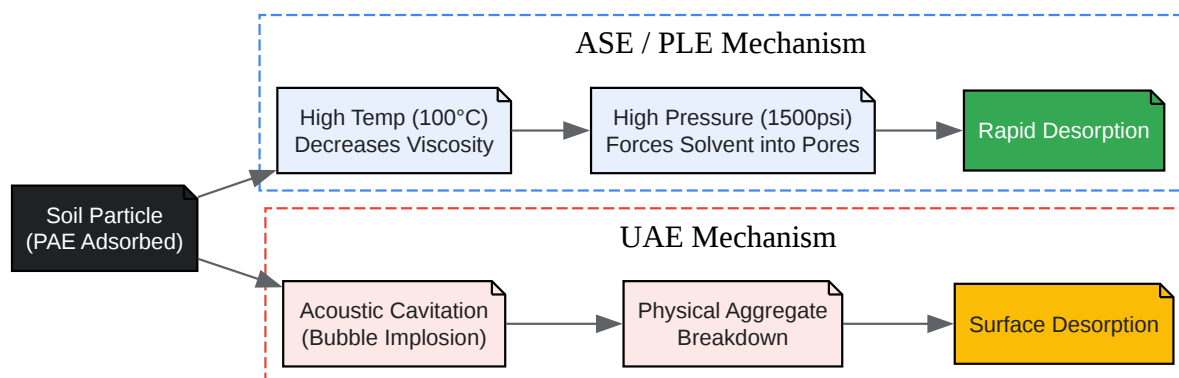 ASE / PLE Mechanism
High Temp (100°C)
Decreases Viscosity
High Pressure (1500psi)
Forces Solvent into Pores
Rapid Desorption
Soil Particle
(PAE Adsorbed)
UAE Mechanism
Acoustic Cavitation
(Bubble Implosion)
Physical Aggregate
Breakdown
Surface Desorption